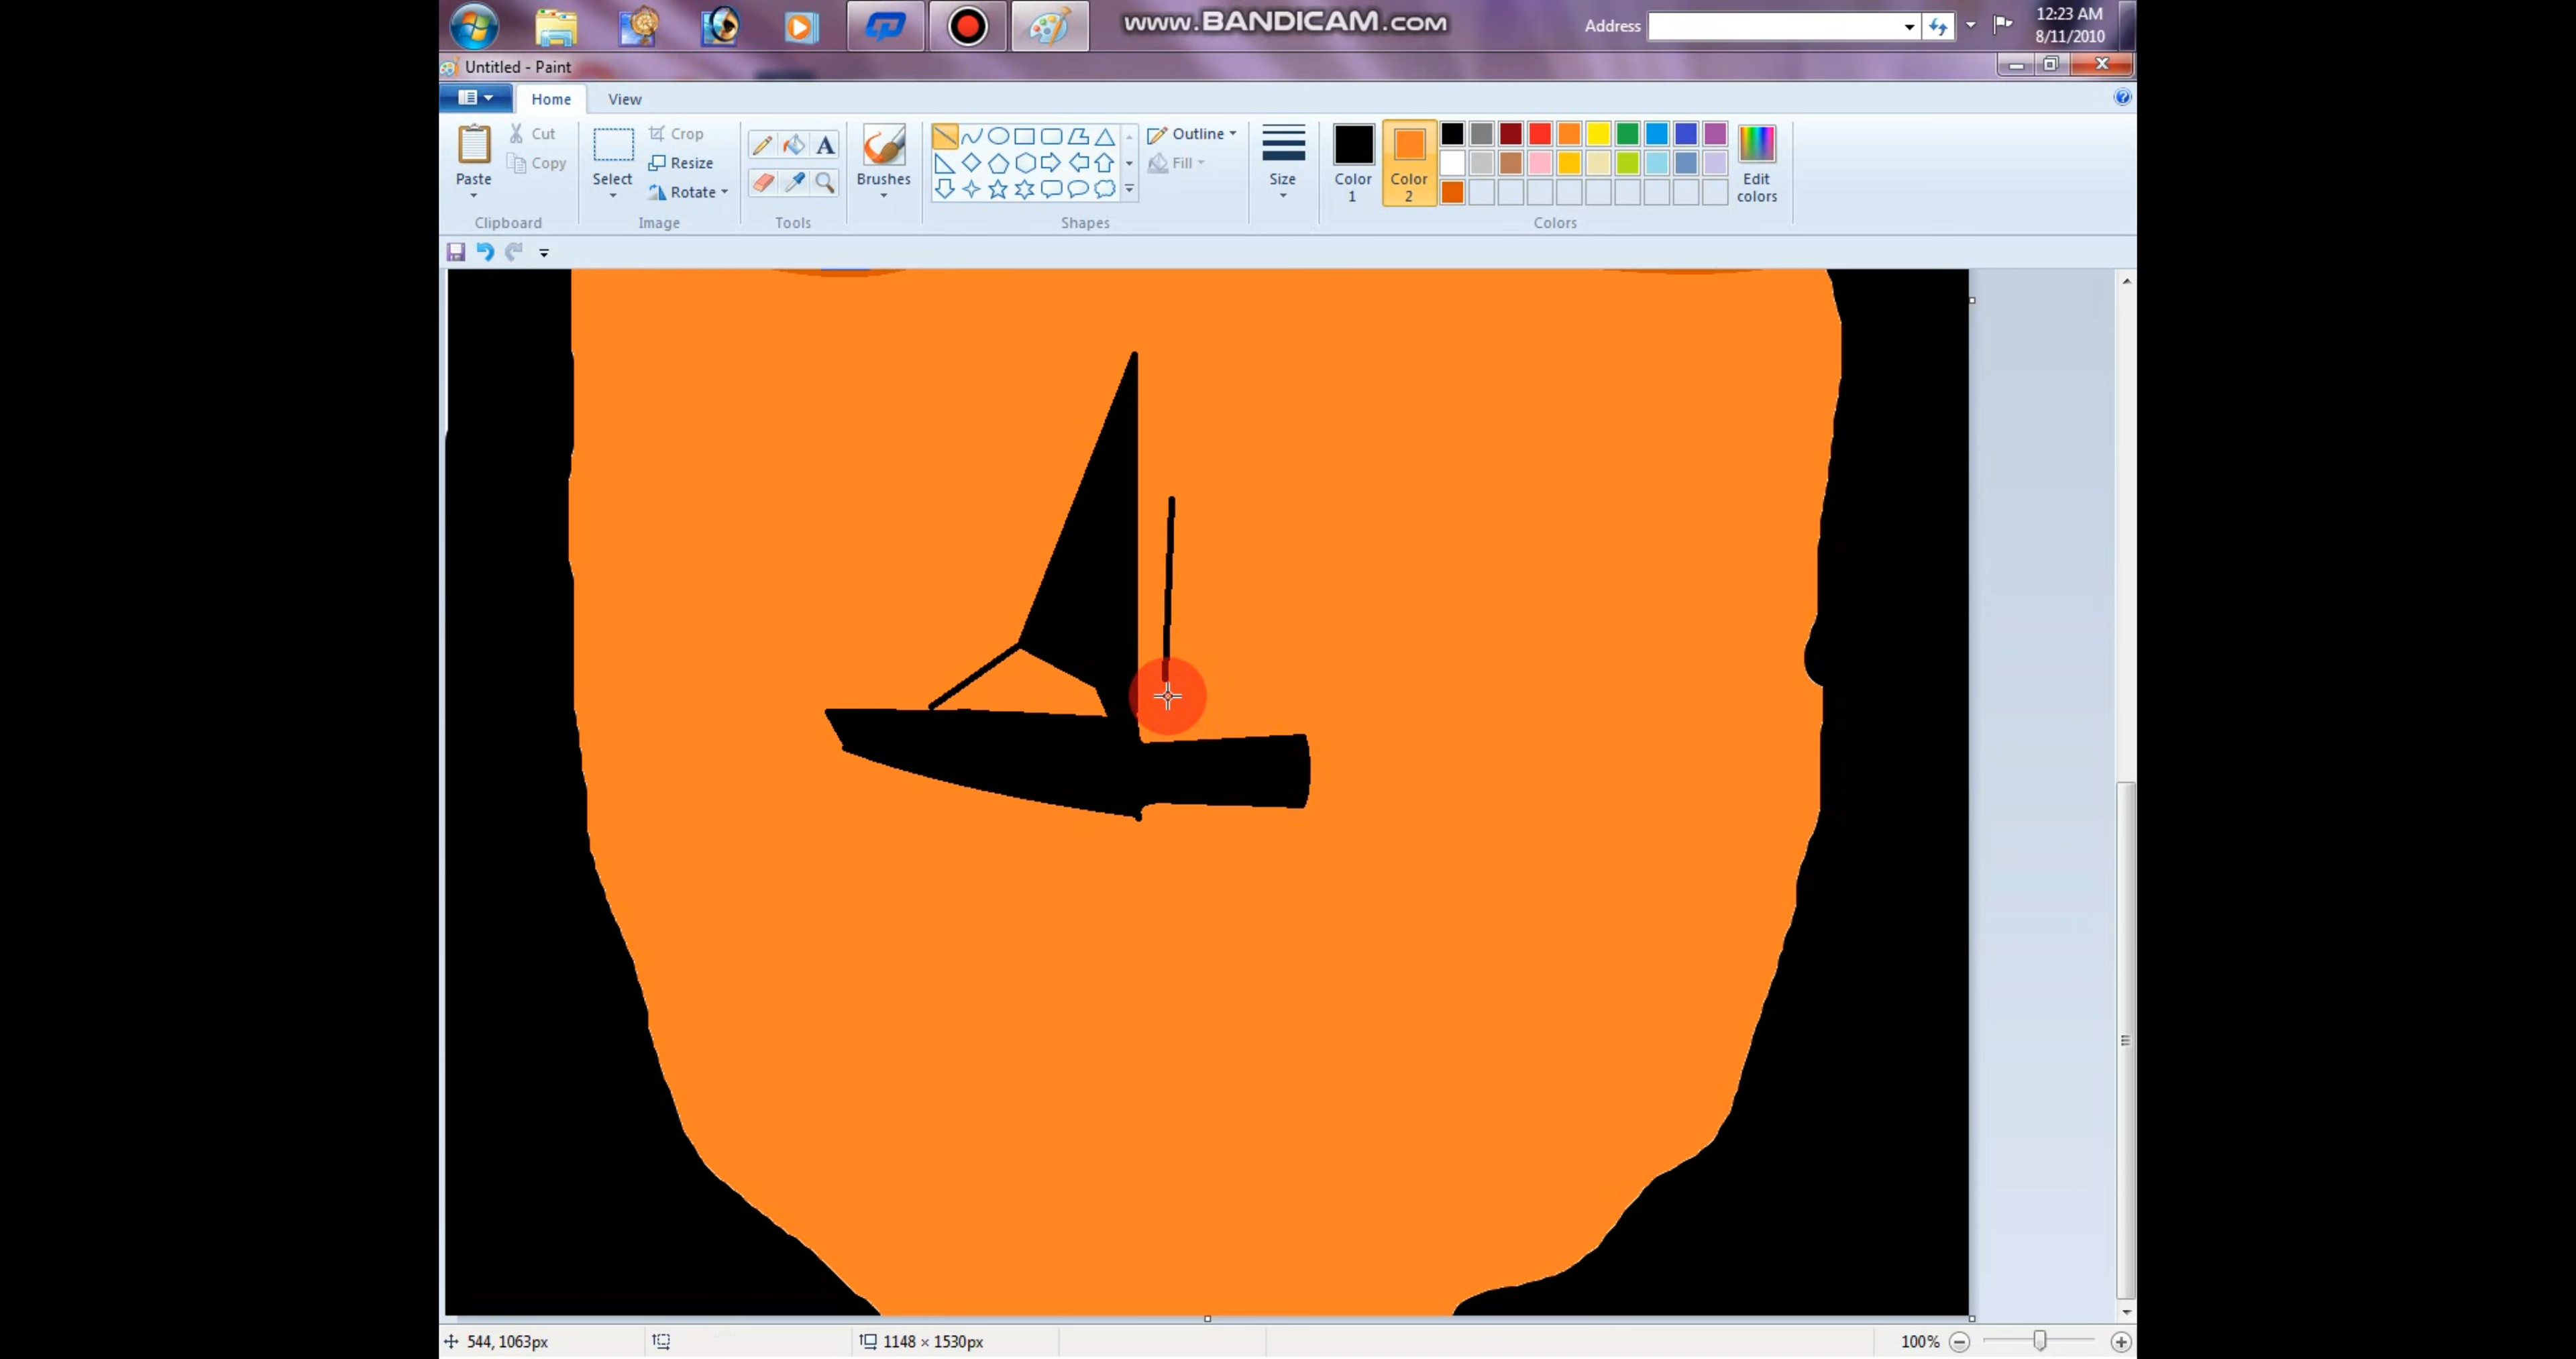 www.BANDICAM.com
Address
12:23 AM
8/11/2010
Untitled - Paint
Home
View
Paste
Cut
Copy
Clipboard
Select
Crop
Resize
Rotate
Image
A
Tools
Brushes
Outline
Fill
Shapes
Size
Color
1
Color
2
Edit
colors
Colors
544, 1063px
1148 × 1530px
100%